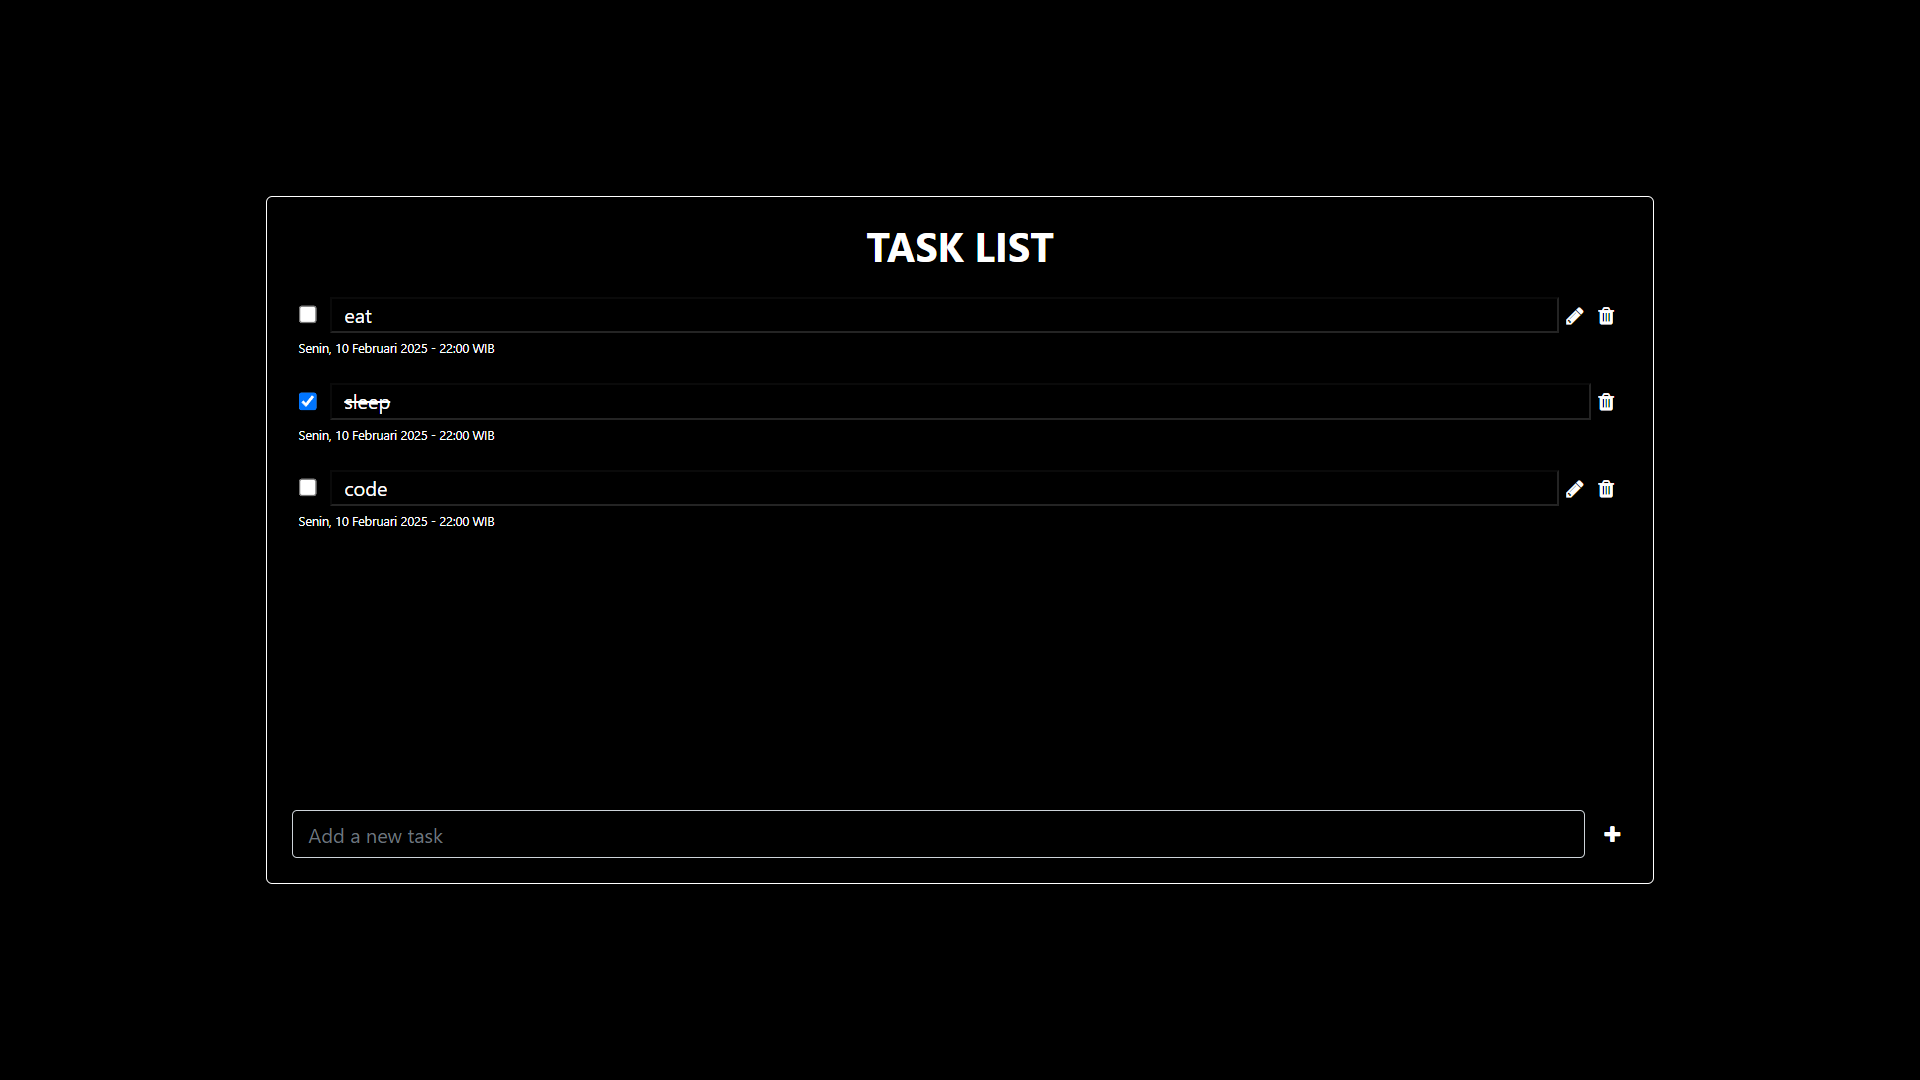 TASK LIST
eat
Senin, 10 Februari 2025 - 22:00 WIB
sleep
Senin, 10 Februari 2025 - 22:00 WIB
code
Senin, 10 Februari 2025 - 22:00 WIB
Add a new task